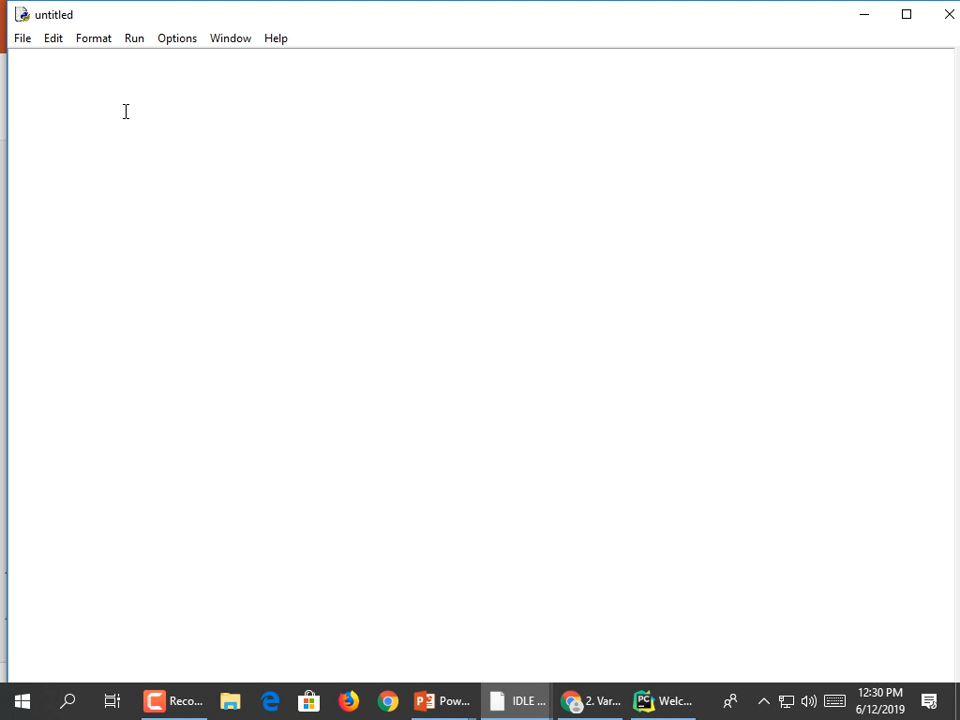 untitled
File Edit Format Run Options Window Help
Reco... Pow... IDLE ... 2. Var... Welc... 12:30 PM
6/12/2019